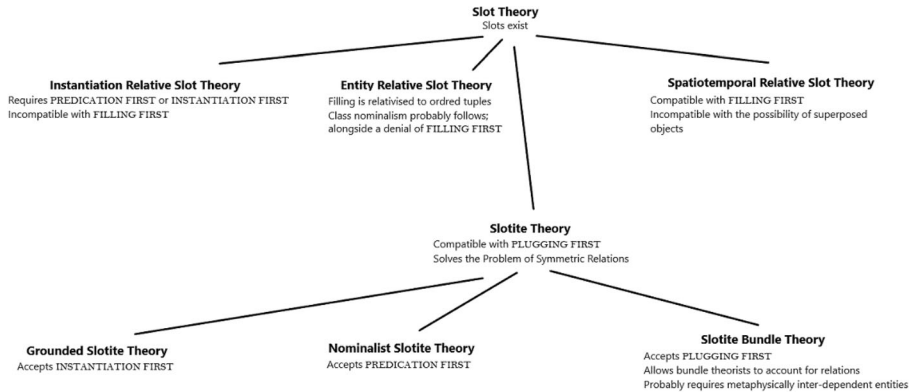 Slot Theory
Slots exist
Instantiation Relative Slot Theory
Requires PREDICATION FIRST or INSTANTIATION FIRST
Incompatible with FILLING FIRST
Entity Relative Slot Theory
Filling is relativised to ordred tuples
Class nominalism probably follows;
alongside a denial of FILLING FIRST
Spatiotemporal Relative Slot Theory
Compatible with FILLING FIRST
Incompatible with the possibility of superposed
objects
Slotite Theory
Compatible with PLUGGING FIRST
Solves the Problem of Symmetric Relations
Grounded Slotite Theory
Accepts INSTANTIATION FIRST
Nominalist Slotite Theory
Accepts PREDICATION FIRST
Slotite Bundle Theory
Accepts PLUGGING FIRST
Allows bundle theorists to account for relations
Probably requires metaphysically inter-dependent entities